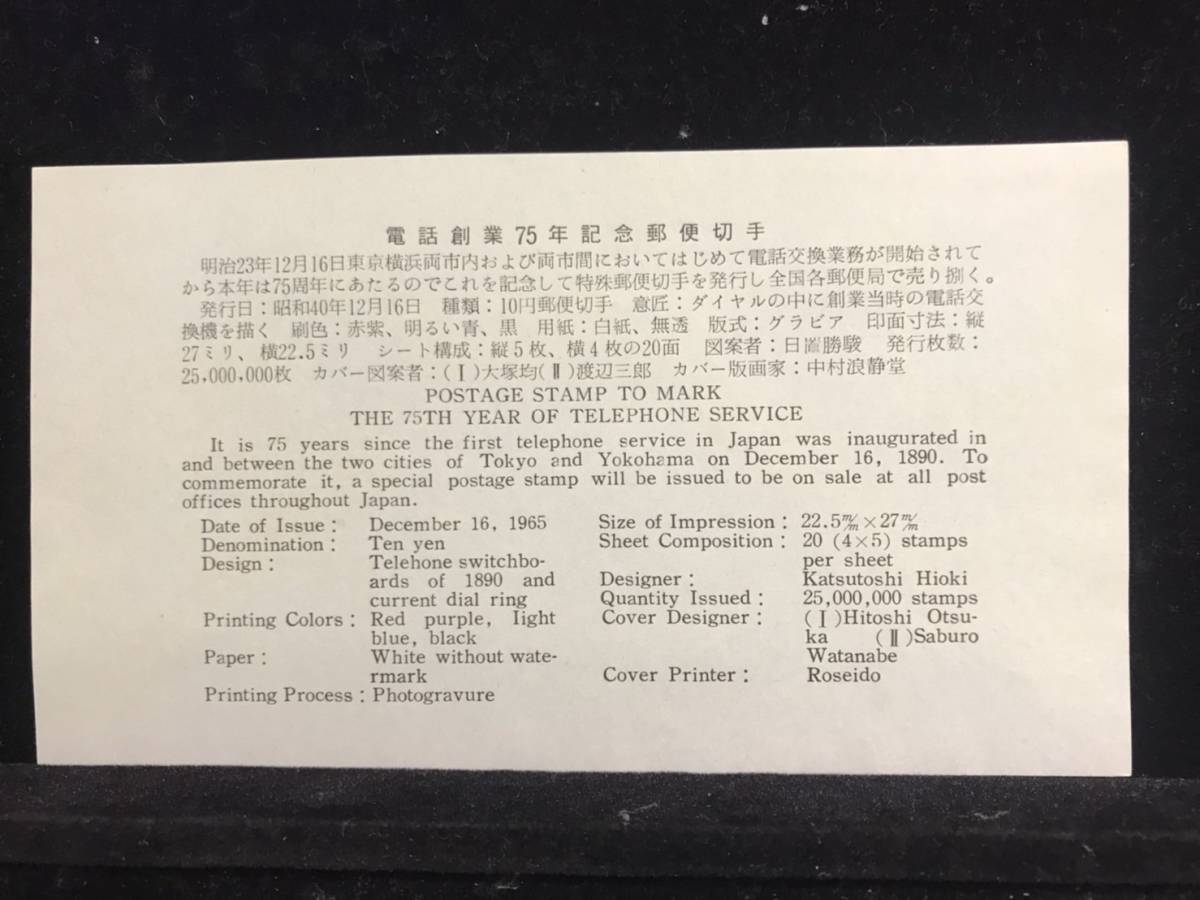 電話創業75年記念郵便切手
明治23年12月16日東京横浜両市内および両市間においてはじめて電話交換業務が開始されて
から本年は75周年にあたるのでこれを記念して特殊郵便切手を発行し全国各郵便局で売り捌く。
発行日：昭和40年12月16日　種類：10円郵便切手　意匠：ダイヤルの中に創業当時の電話交
換機を描く　刷色：赤紫、明るい青、黒　用紙：白紙、無透　版式：グラビア　印面寸法：縦
27ミリ、横22.5ミリ　シート構成：縦5枚、横4枚の20面　図案者：日置勝駿　発行枚数：
25,000,000枚　カバー図案者：(Ⅰ)大塚均(Ⅱ)渡辺三郎　カバー版画家：中村浪静堂
POSTAGE STAMP TO MARK
THE 75TH YEAR OF TELEPHONE SERVICE
It is 75 years since the first telephone service in Japan was inaugurated in
and between the two cities of Tokyo and Yokohama on December 16, 1890. To
commemorate it, a special postage stamp will be issued to be on sale at all post
offices throughout Japan.
Date of Issue: December 16, 1965
Denomination: Ten yen
Design: Telehone switchbo-
ards of 1890 and
current dial ring
Printing Colors: Red purple, light
blue, black
Paper: White without wate-
rmark
Printing Process: Photogravure
Size of Impression: 22.5m/m×27m/m
Sheet Composition: 20 (4×5) stamps
per sheet
Designer: Katsutoshi Hioki
Quantity Issued: 25,000,000 stamps
Cover Designer: (Ⅰ)Hitoshi Otsu-
ka (Ⅱ)Saburo
Watanabe
Cover Printer: Roseido